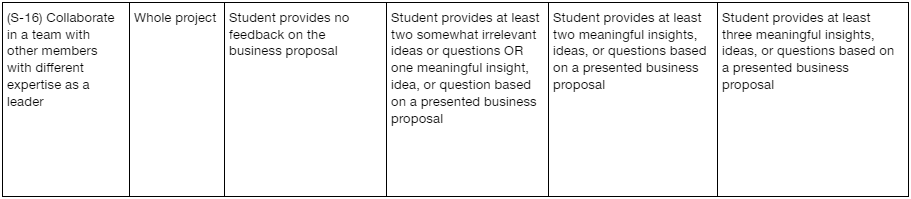 (S-16) Collaborate
in a team with
other members
with different
expertise as a
leader
Whole project
Student provides no
feedback on the
business proposal
Student provides at least
two somewhat irrelevant
ideas or questions OR
one meaningful insight,
idea, or question based
on a presented business
proposal
Student provides at least
two meaningful insights,
ideas, or questions based
on a presented business
proposal
Student provides at least
three meaningful insights,
ideas, or questions based on
a presented business
proposal